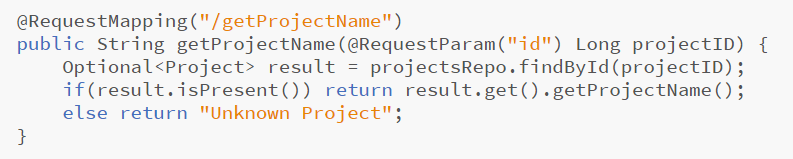 @RequestMapping("/getProjectName")
public String getProjectName(@RequestParam("id") Long projectID) {
    Optional<Project> result = projectsRepo.findById(projectID);
    if(result.isPresent()) return result.get().getProjectName();
    else return "Unknown Project";
}